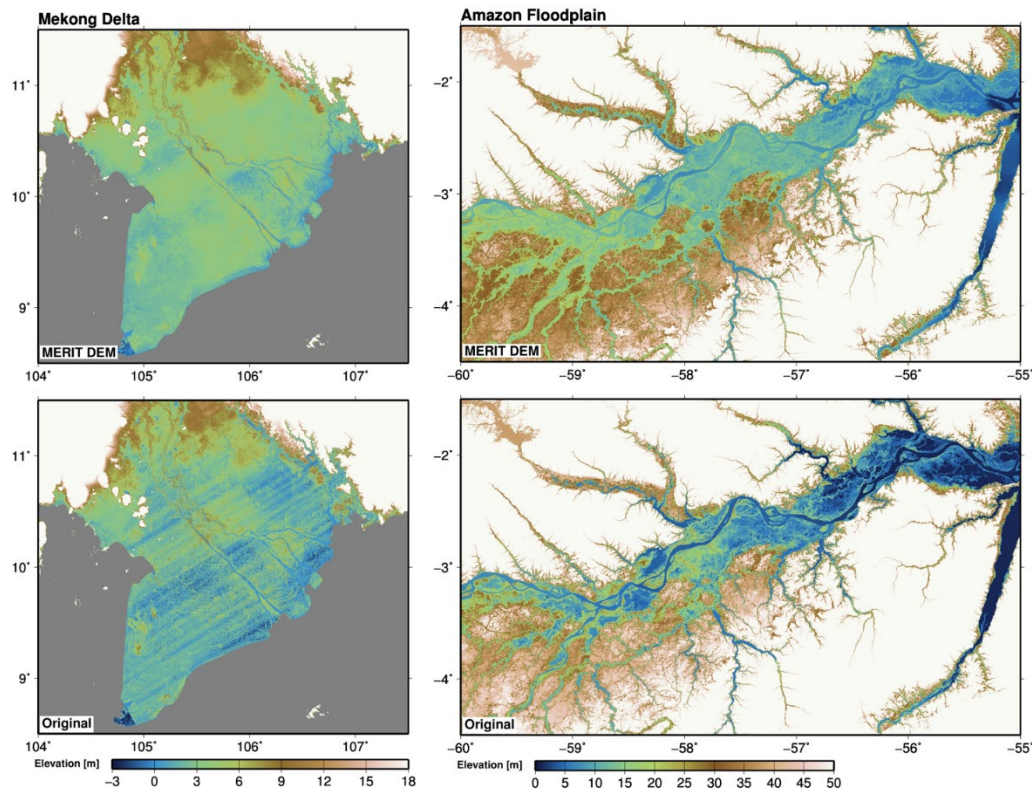 Mekong Delta
Amazon Floodplain
11°
10°
9°
MERIT DEM
104° 105° 106° 107°
−2°
−3°
−4°
MERIT DEM
−60° −59° −58° −57° −56° −55°
11°
10°
9°
Original
104° 105° 106° 107°
Elevation [m]
−3 0 3 6 9 12 15 18
−2°
−3°
−4°
Original
−60° −59° −58° −57° −56° −55°
Elevation [m]
0 5 10 15 20 25 30 35 40 45 50